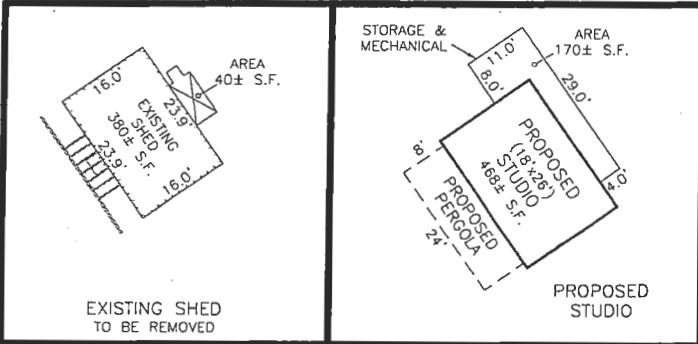 16.0'
AREA
40± S.F.
23.9'
EXISTING
SHED
380± S.F.
23.9'
16.0'
EXISTING SHED
TO BE REMOVED
STORAGE &
MECHANICAL
11.0'
AREA
170± S.F.
8.0'
29.0'
PROPOSED
(18'x26')
STUDIO
468± S.F.
4.0'
8'
PROPOSED
PERGOLA
24'
PROPOSED
STUDIO